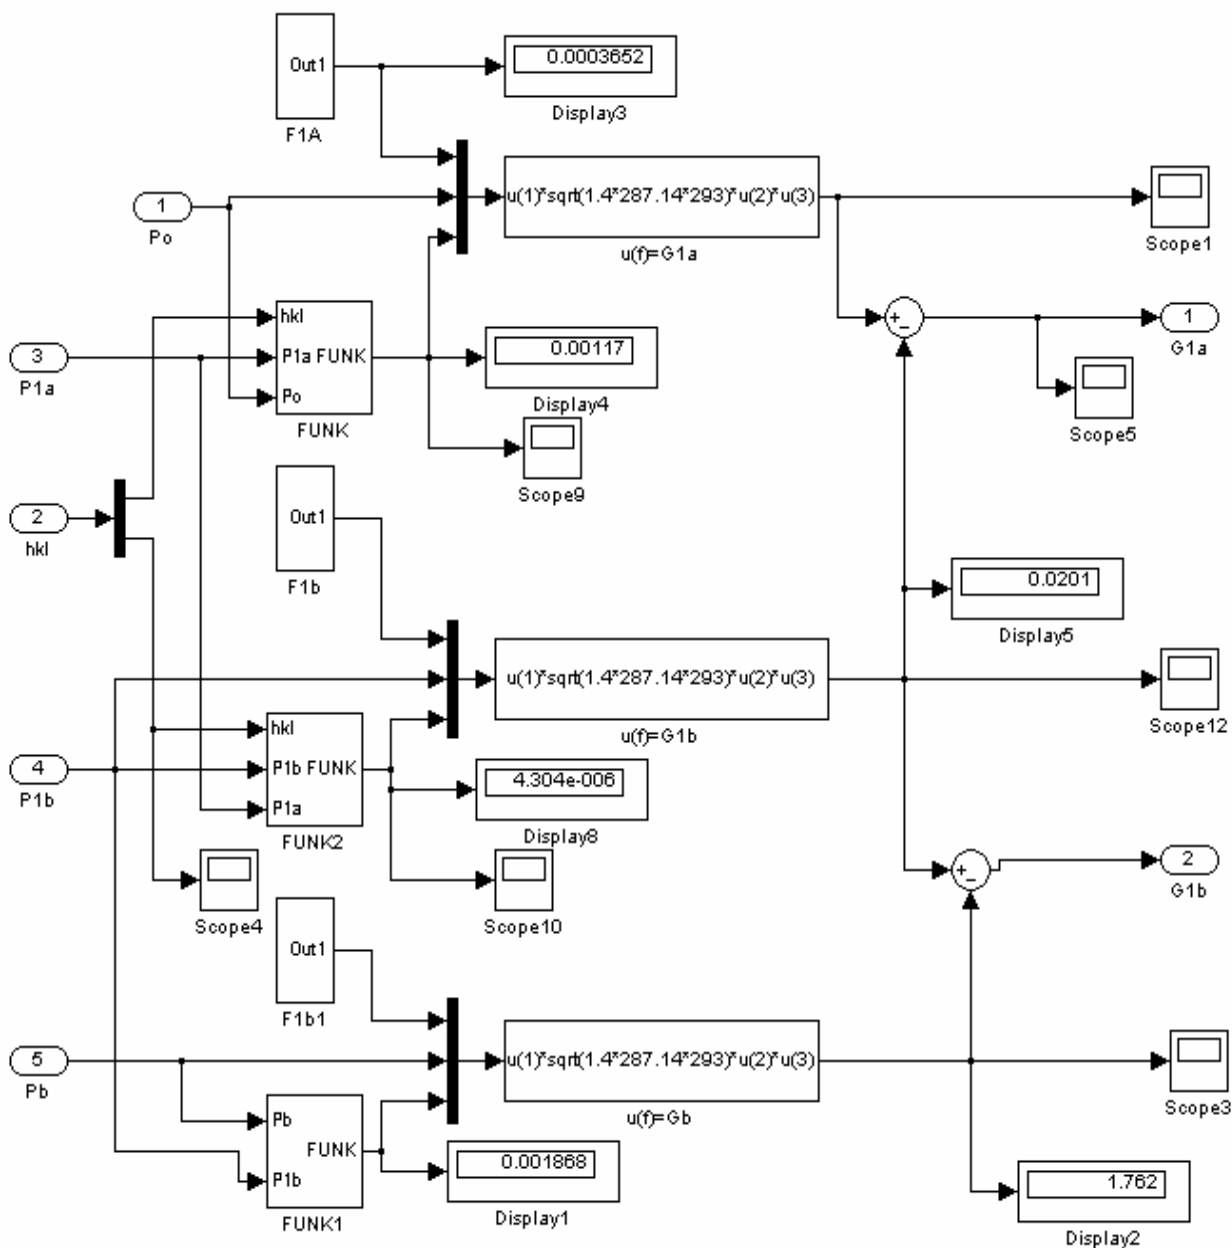 0.0003652
Out1
Display3
F1A
u(1)*sqrt(1.4*287.14*293)*u(2)*u(3)
1
Po
Scope1
u(f)=G1a
hkl
+
-
1
G1a
3
P1a
P1a FUNK
0.00117
Po
Display4
FUNK
Scope5
Scope9
2
hkl
Out1
F1b
0.0201
Display5
u(1)*sqrt(1.4*287.14*293)*u(2)*u(3)
Scope12
hkl
u(f)=G1b
4
P1b
P1b FUNK
4.304e-006
P1a
Display8
FUNK2
+
-
2
G1b
Scope4
Scope10
Out1
F1b1
5
Pb
u(1)*sqrt(1.4*287.14*293)*u(2)*u(3)
Scope3
Pb
u(f)=Gb
FUNK
P1b
0.001868
1.762
Display1
FUNK1
Display2